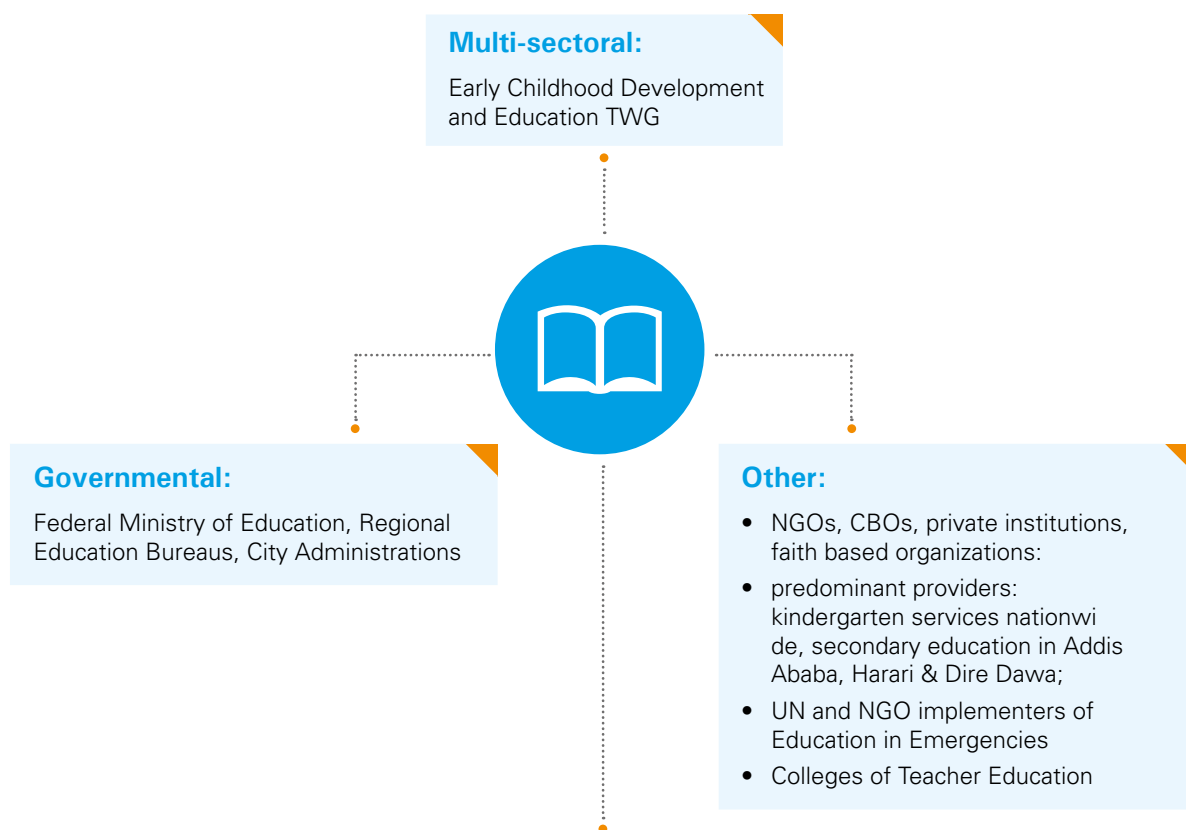 Multi-sectoral:
Early Childhood Development
and Education TWG
Governmental:
Federal Ministry of Education, Regional
Education Bureaus, City Administrations
Other:
• NGOs, CBOs, private institutions,
faith based organizations:
• predominant providers:
kindergarten services nationwi
de, secondary education in Addis
Ababa, Harari & Dire Dawa;
• UN and NGO implementers of
Education in Emergencies
• Colleges of Teacher Education